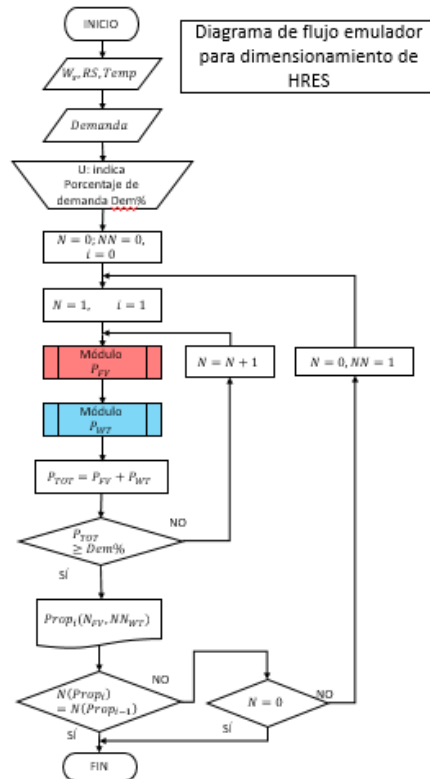 INICIO
Diagrama de flujo emulador
para dimensionamiento de
HRES
W_s, RS, Temp
Demanda
U: indica
Porcentaje de
demanda Dem%
N = 0; NN = 0,
i = 0
N = 1, i = 1
Módulo
P_FV
N = N + 1
N = 0, NN = 1
Módulo
P_WT
P_TOT = P_FV + P_WT
P_TOT
≥ Dem%
NO
SÍ
Prop_i(N_FV, NN_WT)
N(Prop_i)
= N(Prop_i-1)
NO
N = 0
NO
SÍ
SÍ
FIN